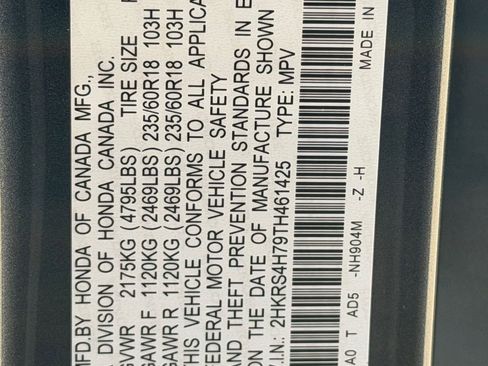 MFD.BY HONDA OF CANADA MFG.,
A DIVISION OF HONDA CANADA INC.
GVWR 2175KG (4795LBS) TIRE SIZE
GAWR F 1120KG (2469LBS) 235/60R18 103H
GAWR R 1120KG (2469LBS) 235/60R18 103H
THIS VEHICLE CONFORMS TO ALL APPLICA
FEDERAL MOTOR VEHICLE SAFETY
AND THEFT PREVENTION STANDARDS IN E
ON THE DATE OF MANUFACTURE SHOWN
V.I.N.: 2HKRS4H79TH461425 TYPE: MPV
A0 T AD5 -NH904M -Z -H MADE IN